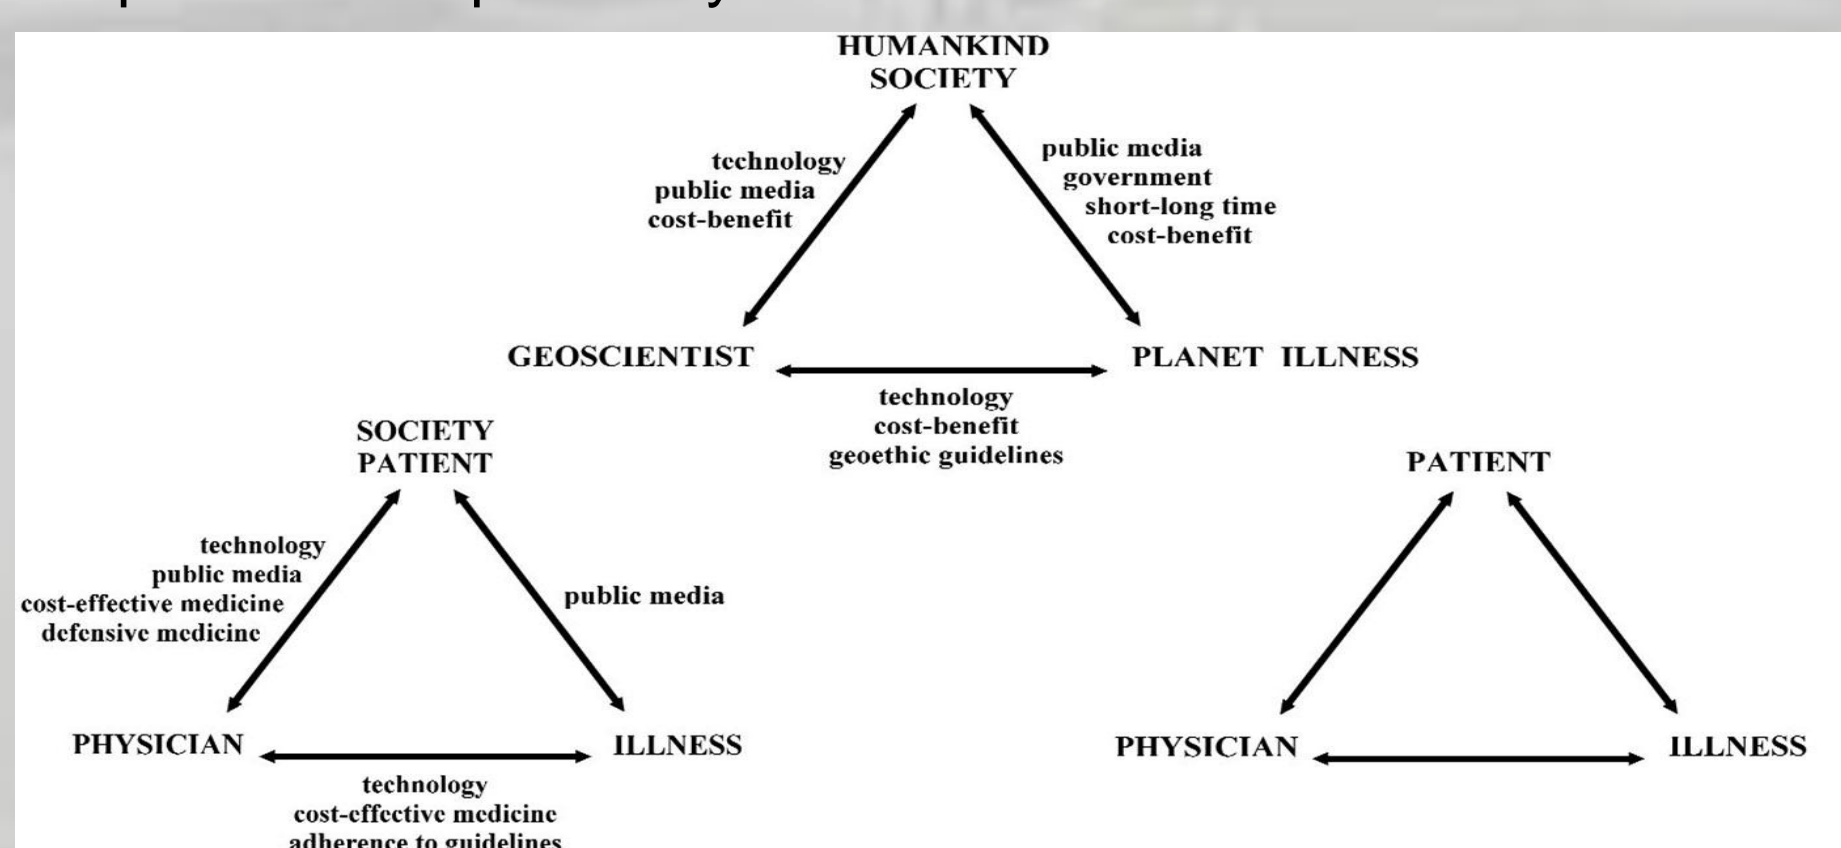 HUMANKIND
SOCIETY
technology
public media
cost-benefit
public media
government
short-long time
cost-benefit
GEOSCIENTIST
PLANET ILLNESS
technology
cost-benefit
geoethic guidelines
SOCIETY
PATIENT
technology
public media
cost-effective medicine
defensive medicine
public media
PHYSICIAN
ILLNESS
technology
cost-effective medicine
adherence to guidelines
PATIENT
PHYSICIAN
ILLNESS